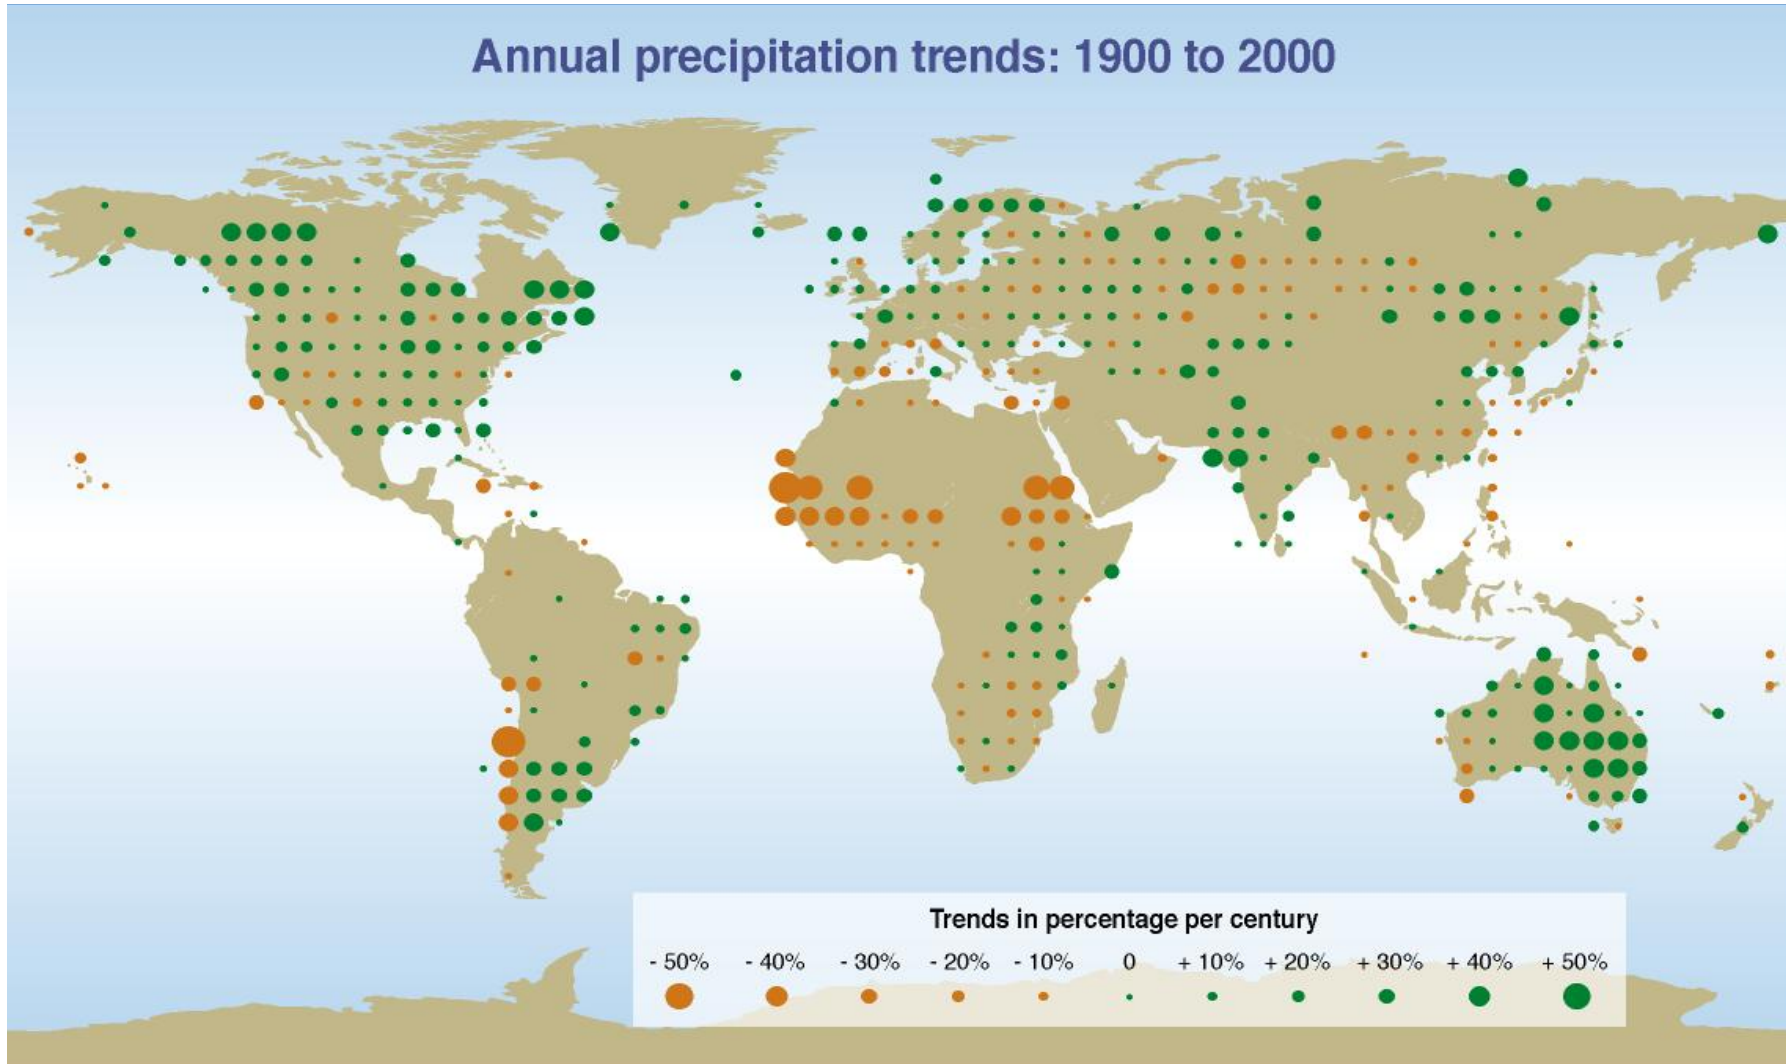 Annual precipitation trends: 1900 to 2000
Trends in percentage per century
- 50% - 40% - 30% - 20% - 10% 0 + 10% + 20% + 30% + 40% + 50%